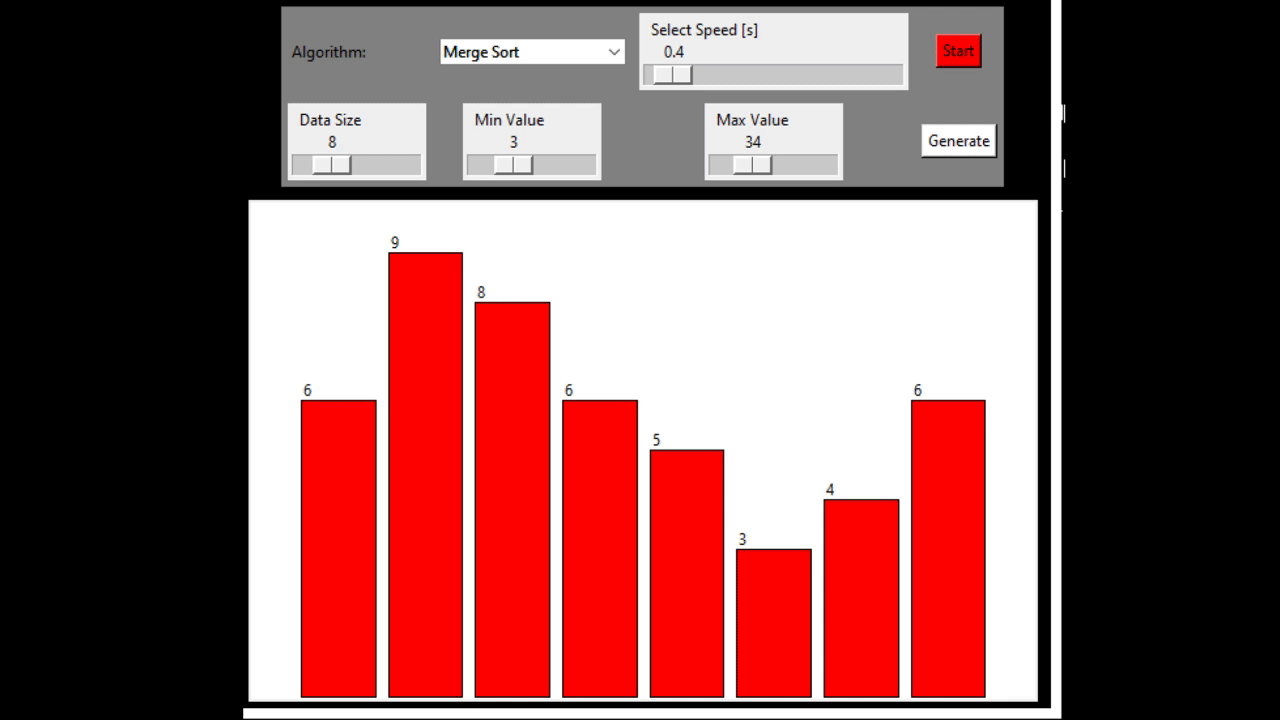 Algorithm:
Merge Sort
Select Speed [s]
0.4
Start
Data Size
8
Min Value
3
Max Value
34
Generate
9
8
6
6
6
5
4
3